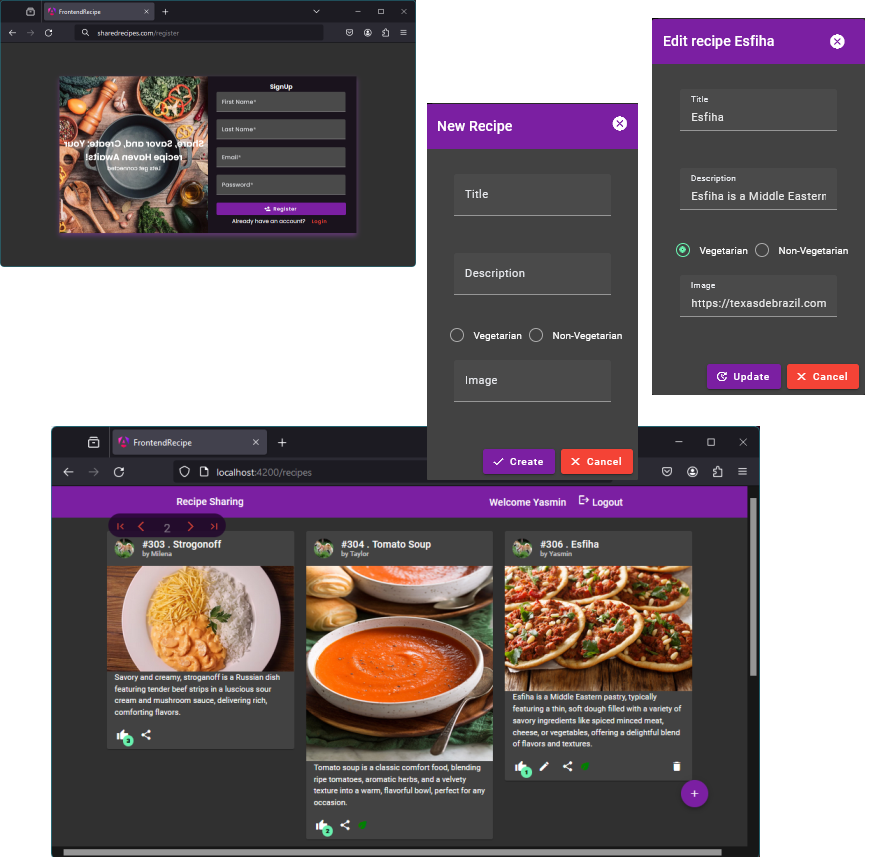 FrontendRecipe
sharedrecipes.com/register
Share, and Savor, Create: Your
recipe Haven Awaits!
Lets get connected
SignUp
First Name*
Last Name*
Email*
Password*
Register
Already have an account? Login
New Recipe
Title
Description
Vegetarian Non-Vegetarian
Image
Create Cancel
Edit recipe Esfiha
Title
Esfiha
Description
Esfiha is a Middle Eastern
Vegetarian Non-Vegetarian
Image
https://texasdebrazil.com
Update Cancel
FrontendRecipe
localhost:4200/recipes
Recipe Sharing
Welcome Yasmin Logout
2
#303 . Strogonoff
by Milena
Savory and creamy, stroganoff is a Russian dish
featuring tender beef strips in a luscious sour
cream and mushroom sauce, delivering rich,
comforting flavors.
3
#304 . Tomato Soup
by Taylor
Tomato soup is a classic comfort food, blending
ripe tomatoes, aromatic herbs, and a velvety
texture into a warm, flavorful bowl, perfect for any
occasion.
2
#306 . Esfiha
by Yasmin
Esfiha is a Middle Eastern pastry, typically
featuring a thin, soft dough filled with a variety of
savory ingredients like spiced minced meat,
cheese, or vegetables, offering a delightful blend
of flavors and textures.
1